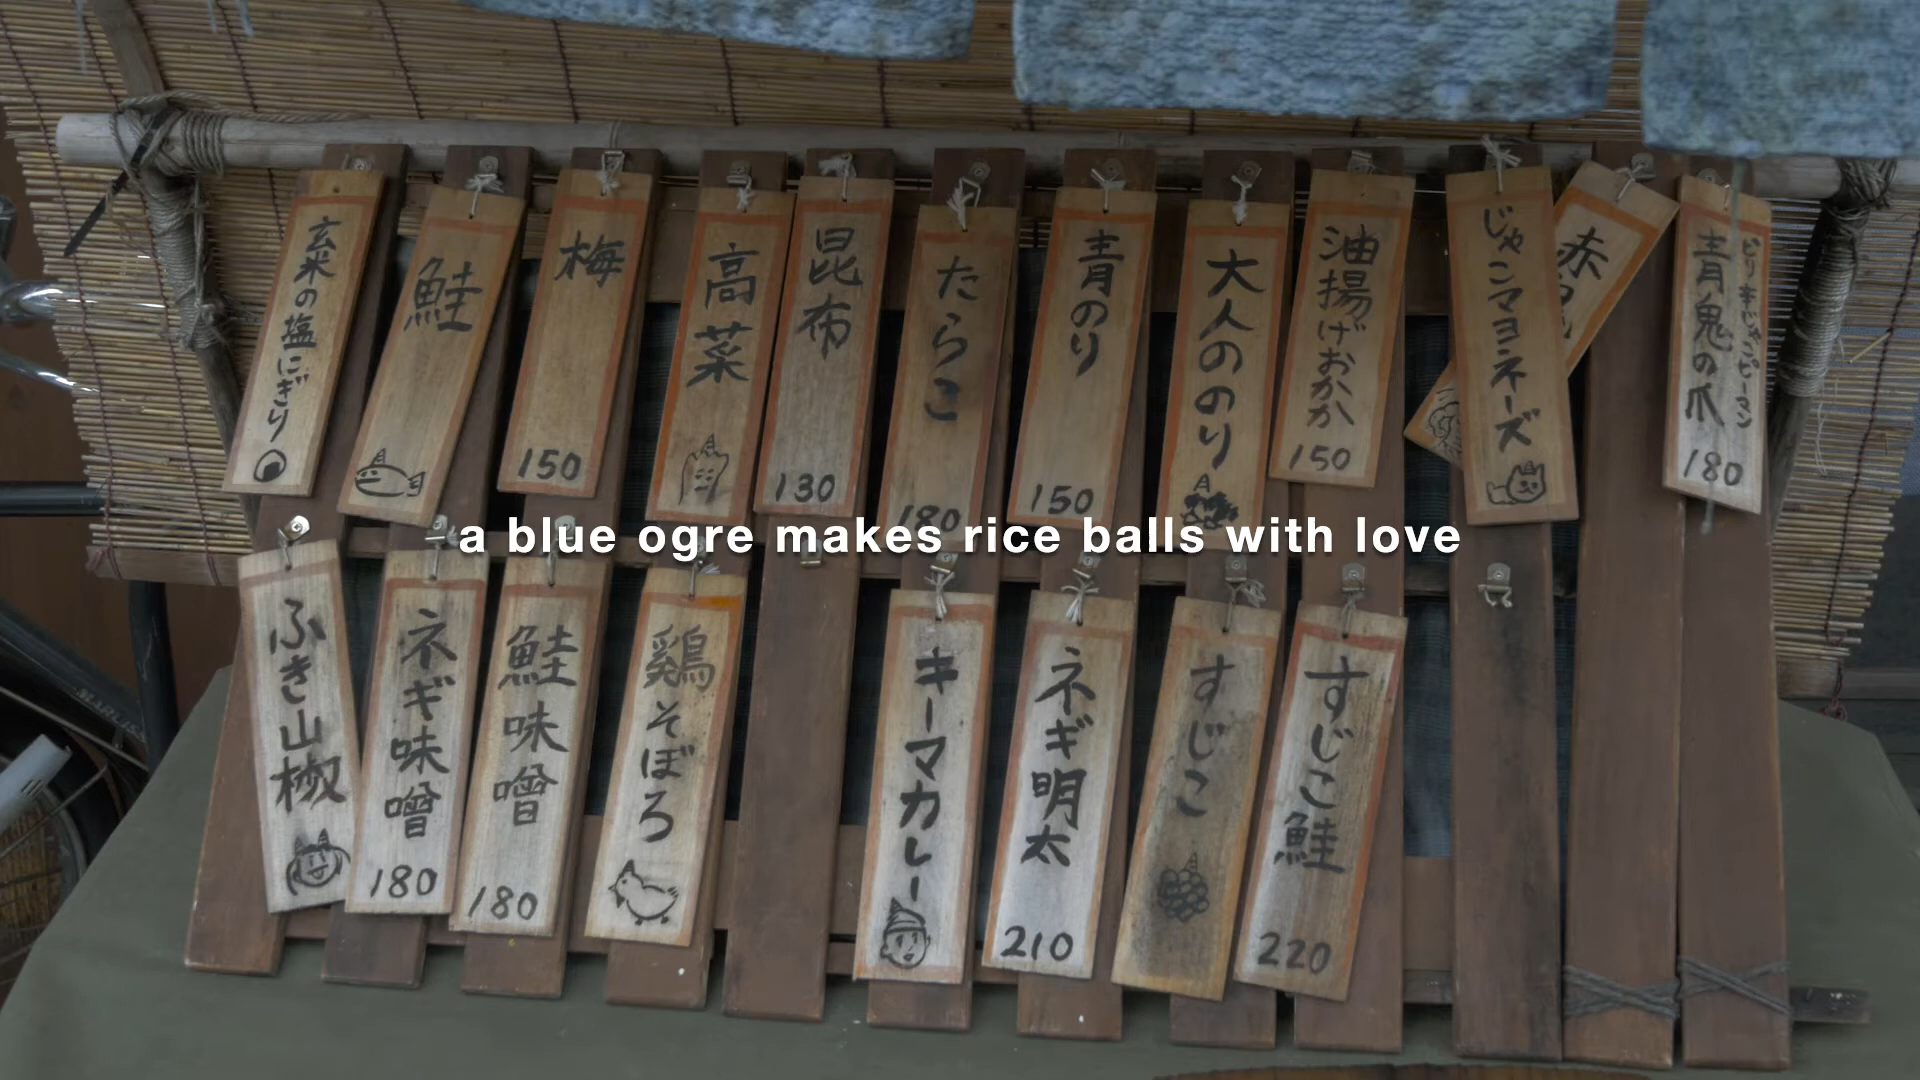 玄米の塩にぎり
鮭
梅
150
高菜
昆布
130
たらこ
180
青のり
150
大人ののり
油揚げおかか
150
じゃこマヨネーズ
赤
ピリ辛じゃこピーマン
青鬼の爪
180
a blue ogre makes rice balls with love
ふき山椒
ネギ味噌
180
鮭味噌
180
鶏そぼろ
キーマカレー
ネギ明太
210
すじこ
すじこ鮭
220